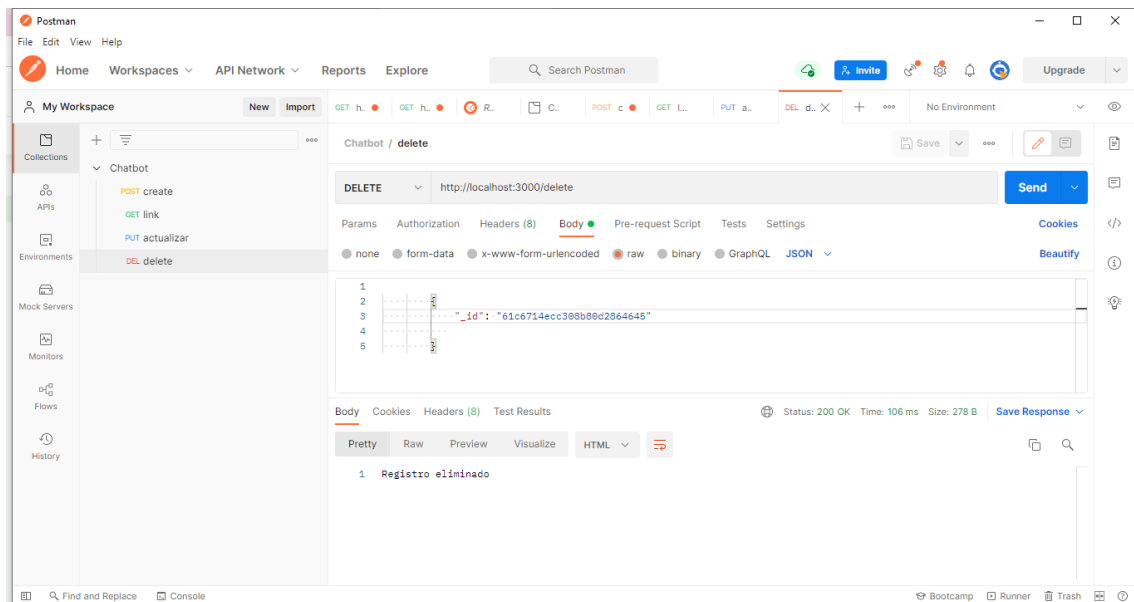 Postman
File Edit View Help
Home Workspaces API Network Reports Explore Search Postman Invite Upgrade
My Workspace New Import GET h. GET h. R.. C.. POST c GET l... PUT a.. DEL d.. No Environment
Collections
APIs
Environments
Mock Servers
Monitors
Flows
History
Chatbot
POST create
GET link
PUT actualizar
DEL delete
Chatbot / delete Save
DELETE http://localhost:3000/delete Send
Params Authorization Headers (8) Body Pre-request Script Tests Settings Cookies
none form-data x-www-form-urlencoded raw binary GraphQL JSON Beautify
1
2 {
3 "_id": "61c6714ecc308b80d2864645"
4
5 }
Body Cookies Headers (8) Test Results Status: 200 OK Time: 106 ms Size: 278 B Save Response
Pretty Raw Preview Visualize HTML
1 Registro eliminado
Find and Replace Console Bootcamp Runner Trash